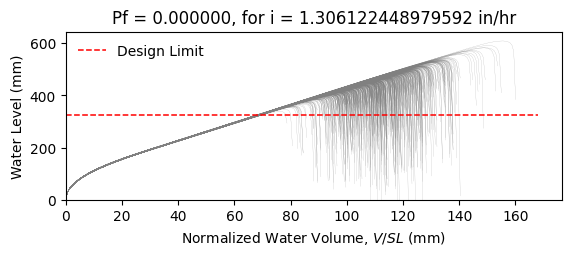 Pf = 0.000000, for i = 1.306122448979592 in/hr
Design Limit
Water Level (mm)
600
400
200
0
0 20 40 60 80 100 120 140 160
Normalized Water Volume, V/SL (mm)